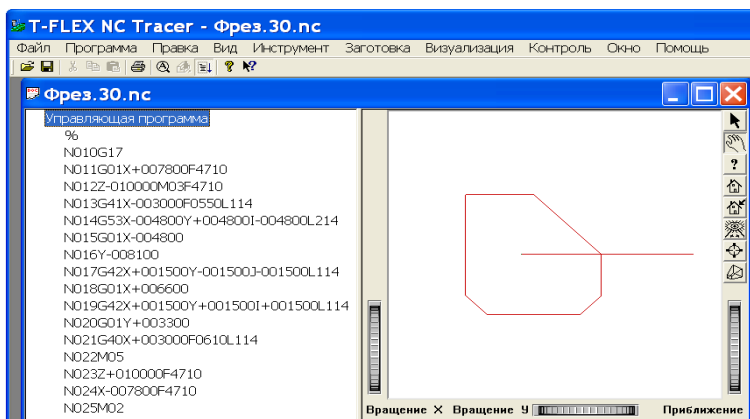 T-FLEX NC Tracer - Фрез.30.nc
Файл Программа Правка Вид Инструмент Заготовка Визуализация Контроль Окно Помощь
Фрез.30.nc
Управляющая программа
%
N010G17
N011G01X+007800F4710
N012Z-010000M03F4710
N013G41X-003000F0550L114
N014G53X-004800Y+004800I-004800L214
N015G01X-004800
N016Y-008100
N017G42X+001500Y-001500J-001500L114
N018G01X+006600
N019G42X+001500Y+001500I+001500L114
N020G01Y+003300
N021G40X+003000F0610L114
N022M05
N023Z+010000F4710
N024X-007800F4710
N025M02
Вращение X Вращение У Приближение